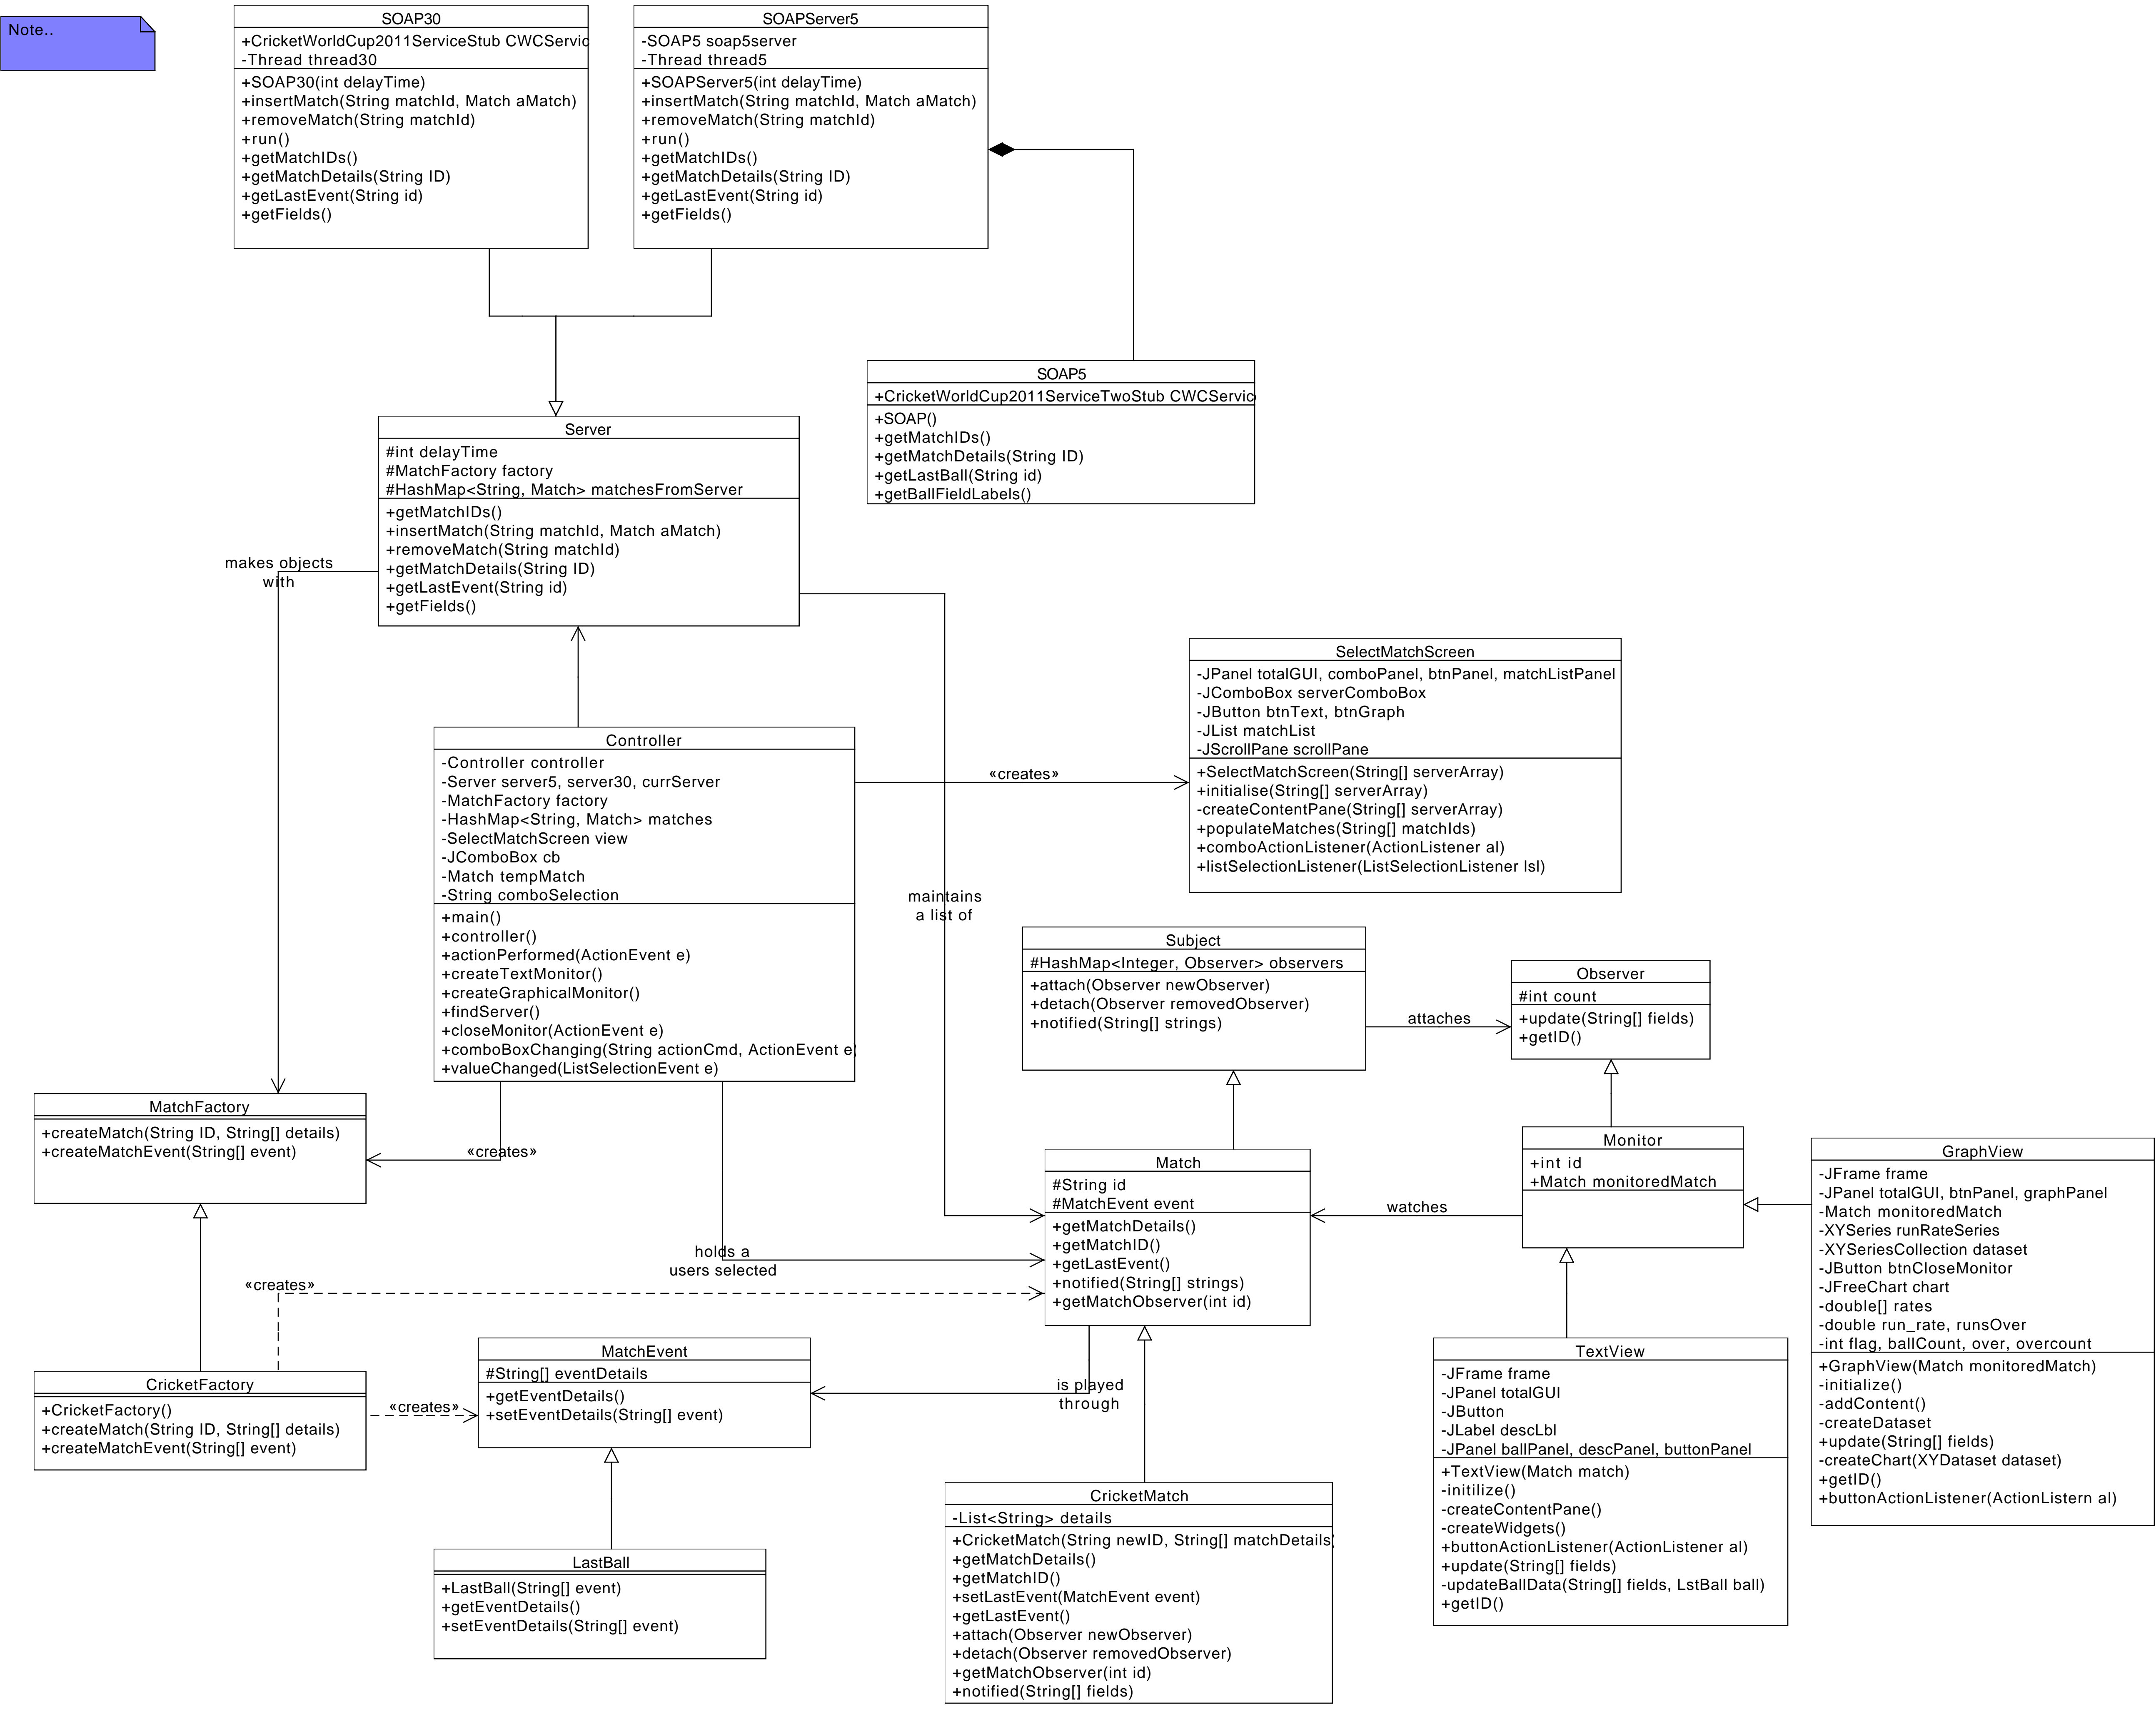 Note..
SOAP30
+CricketWorldCup2011ServiceStub CWCServic
-Thread thread30
+SOAP30(int delayTime)
+insertMatch(String matchId, Match aMatch)
+removeMatch(String matchId)
+run()
+getMatchIDs()
+getMatchDetails(String ID)
+getLastEvent(String id)
+getFields()
SOAPServer5
-SOAP5 soap5server
-Thread thread5
+SOAPServer5(int delayTime)
+insertMatch(String matchId, Match aMatch)
+removeMatch(String matchId)
+run()
+getMatchIDs()
+getMatchDetails(String ID)
+getLastEvent(String id)
+getFields()
SOAP5
+CricketWorldCup2011ServiceTwoStub CWCServic
+SOAP()
+getMatchIDs()
+getMatchDetails(String ID)
+getLastBall(String id)
+getBallFieldLabels()
Server
#int delayTime
#MatchFactory factory
#HashMap<String, Match> matchesFromServer
+getMatchIDs()
+insertMatch(String matchId, Match aMatch)
+removeMatch(String matchId)
+getMatchDetails(String ID)
+getLastEvent(String id)
+getFields()
makes objects
with
SelectMatchScreen
-JPanel totalGUI, comboPanel, btnPanel, matchListPanel
-JComboBox serverComboBox
-JButton btnText, btnGraph
-JList matchList
-JScrollPane scrollPane
+SelectMatchScreen(String[] serverArray)
+initialise(String[] serverArray)
-createContentPane(String[] serverArray)
+populateMatches(String[] matchIds)
+comboActionListener(ActionListener al)
+listSelectionListener(ListSelectionListener lsl)
Controller
-Controller controller
-Server server5, server30, currServer
-MatchFactory factory
-HashMap<String, Match> matches
-SelectMatchScreen view
-JComboBox cb
-Match tempMatch
-String comboSelection
+main()
+controller()
+actionPerformed(ActionEvent e)
+createTextMonitor()
+createGraphicalMonitor()
+findServer()
+closeMonitor(ActionEvent e)
+comboBoxChanging(String actionCmd, ActionEvent e)
+valueChanged(ListSelectionEvent e)
«creates»
maintains
a list of
Subject
#HashMap<Integer, Observer> observers
+attach(Observer newObserver)
+detach(Observer removedObserver)
+notified(String[] strings)
attaches
Observer
#int count
+update(String[] fields)
+getID()
MatchFactory
+createMatch(String ID, String[] details)
+createMatchEvent(String[] event)
«creates»
Match
#String id
#MatchEvent event
+getMatchDetails()
+getMatchID()
+getLastEvent()
+notified(String[] strings)
+getMatchObserver(int id)
watches
Monitor
+int id
+Match monitoredMatch
GraphView
-JFrame frame
-JPanel totalGUI, btnPanel, graphPanel
-Match monitoredMatch
-XYSeries runRateSeries
-XYSeriesCollection dataset
-JButton btnCloseMonitor
-JFreeChart chart
-double[] rates
-double run_rate, runsOver
-int flag, ballCount, over, overcount
+GraphView(Match monitoredMatch)
-initialize()
-addContent()
-createDataset
+update(String[] fields)
-createChart(XYDataset dataset)
+getID()
+buttonActionListener(ActionListern al)
holds a
users selected
«creates»
CricketFactory
+CricketFactory()
+createMatch(String ID, String[] details)
+createMatchEvent(String[] event)
«creates»
MatchEvent
#String[] eventDetails
+getEventDetails()
+setEventDetails(String[] event)
is played
through
TextView
-JFrame frame
-JPanel totalGUI
-JButton
-JLabel descLbl
-JPanel ballPanel, descPanel, buttonPanel
+TextView(Match match)
-initilize()
-createContentPane()
-createWidgets()
+buttonActionListener(ActionListener al)
+update(String[] fields)
-updateBallData(String[] fields, LstBall ball)
+getID()
LastBall
+LastBall(String[] event)
+getEventDetails()
+setEventDetails(String[] event)
CricketMatch
-List<String> details
+CricketMatch(String newID, String[] matchDetails)
+getMatchDetails()
+getMatchID()
+setLastEvent(MatchEvent event)
+getLastEvent()
+attach(Observer newObserver)
+detach(Observer removedObserver)
+getMatchObserver(int id)
+notified(String[] fields)